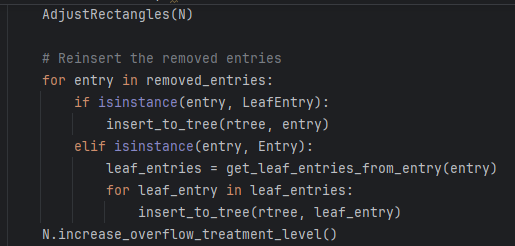 AdjustRectangles(N)
# Reinsert the removed entries
for entry in removed_entries:
if isinstance(entry, LeafEntry):
insert_to_tree(rtree, entry)
elif isinstance(entry, Entry):
leaf_entries = get_leaf_entries_from_entry(entry)
for leaf_entry in leaf_entries:
insert_to_tree(rtree, leaf_entry)
N.increase_overflow_treatment_level()